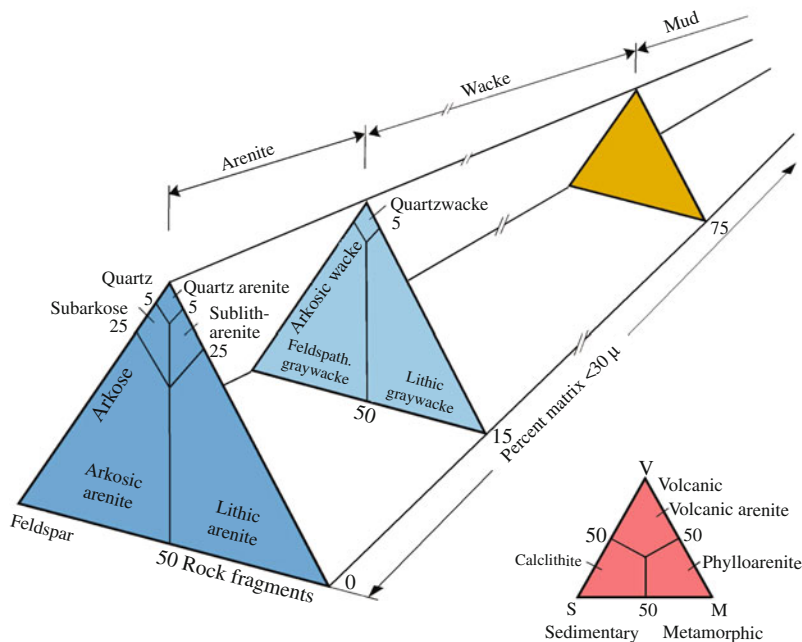 Mud
Wacke
Arenite
Quartzwacke
5
Arkosic wacke
75
Quartz
Quartz arenite
5
5
Subarkose
Sublith-
arenite
25
25
Feldspath.
graywacke
Lithic
graywacke
50
15
Arkose
Percent matrix <30 μ
Arkosic
arenite
Lithic
arenite
Feldspar
50 Rock fragments
0
V
Volcanic
Volcanic arenite
50
50
Calclithite
Phylloarenite
S
50
M
Sedimentary
Metamorphic